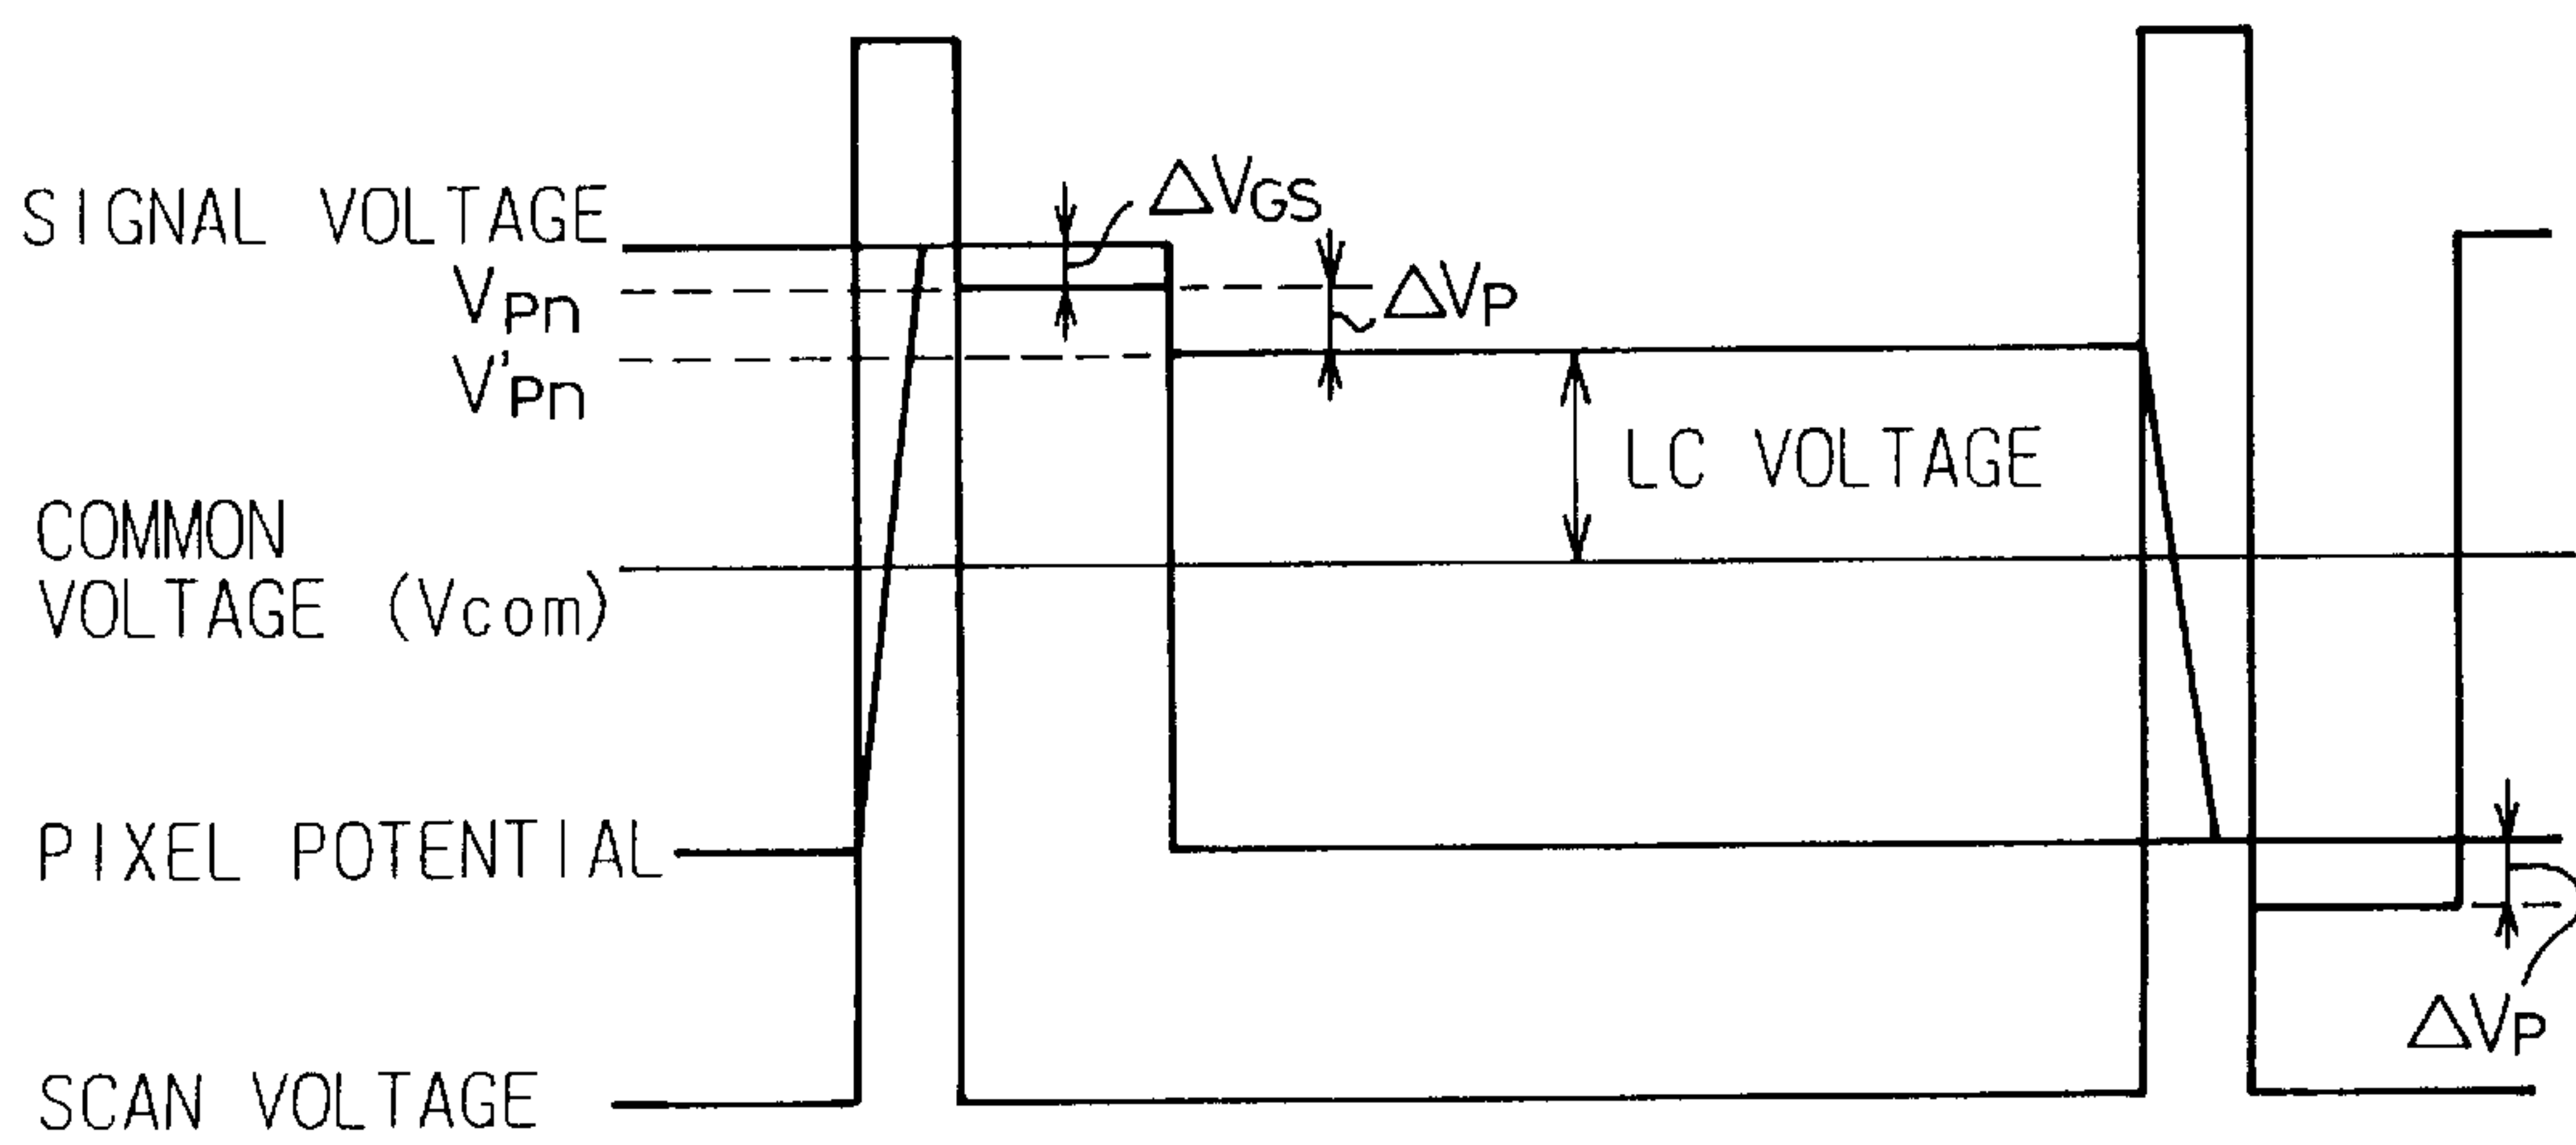 SIGNAL VOLTAGE
ΔVGS
VPn
ΔVP
V'Pn
LC VOLTAGE
COMMON
VOLTAGE (Vcom)
PIXEL POTENTIAL
ΔVP
SCAN VOLTAGE